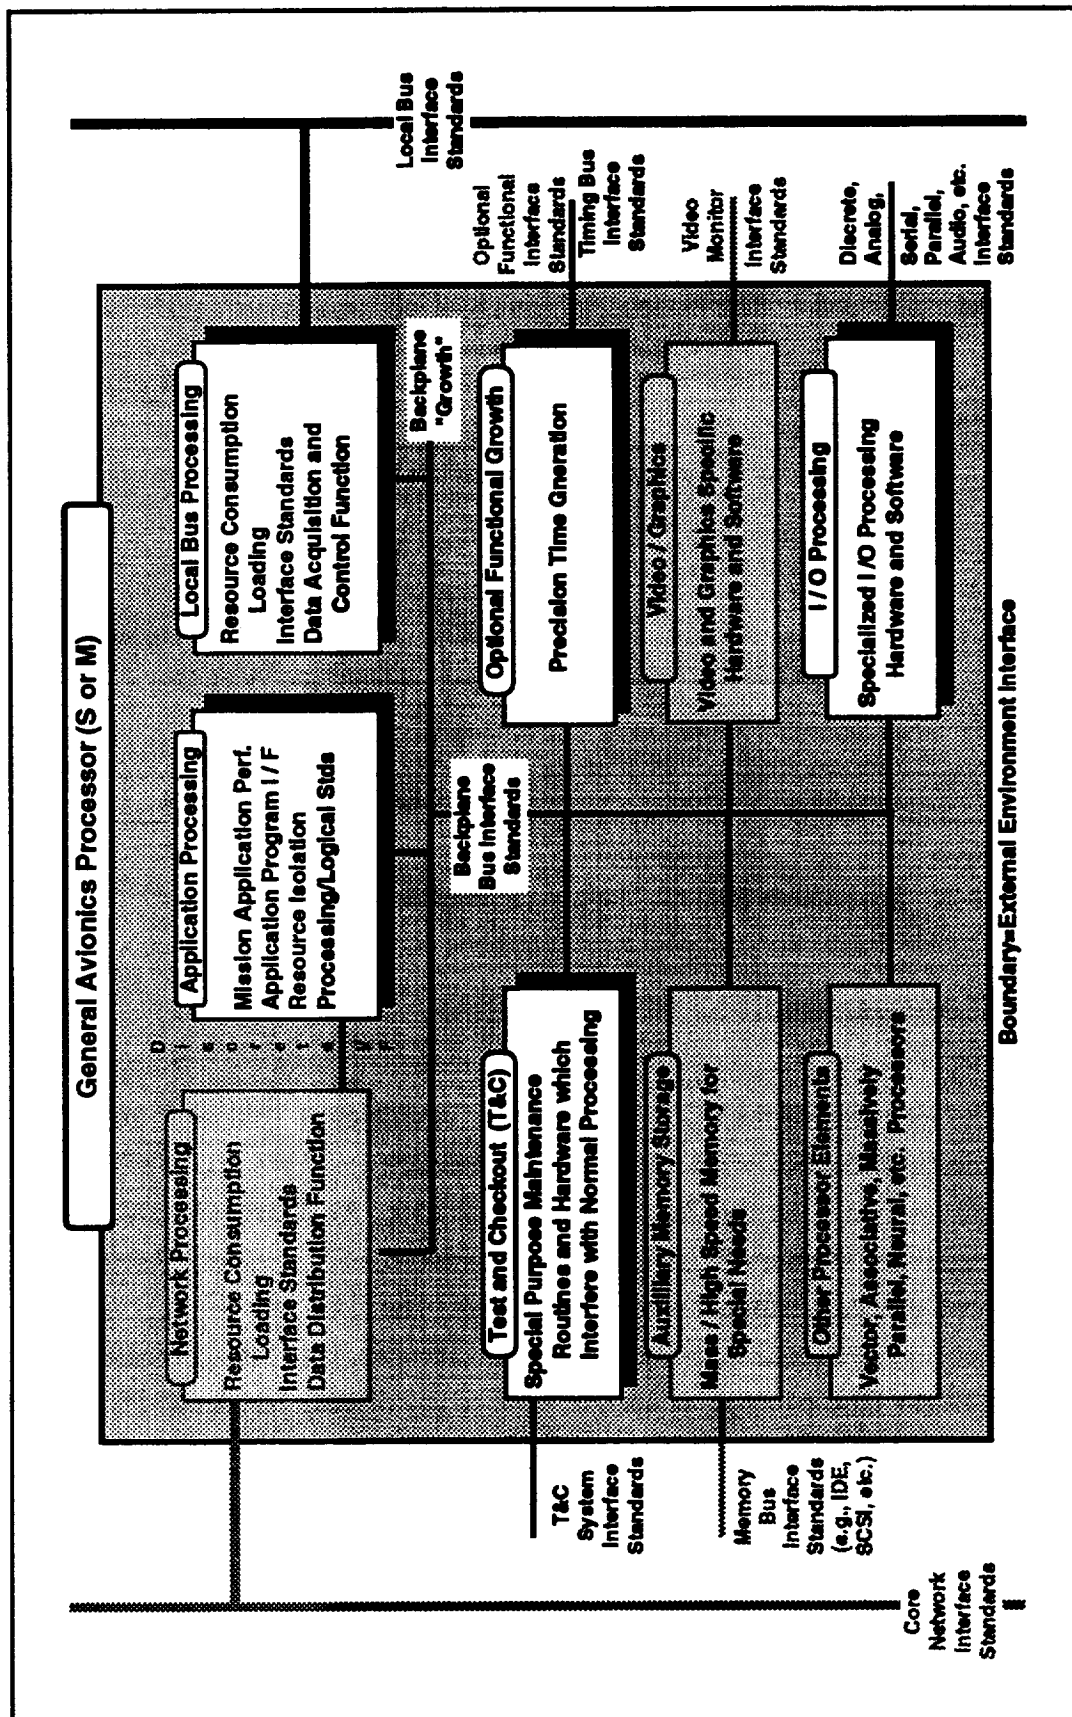 General Avionics Processor (S or M)
Network Processing
Resource Consumption
Loading
Interface Standards
Data Distribution Function
D
i
s
c
r
e
t
e
I/F
Application Processing
Mission Application Perf.
Application Program I / F
Resource Isolation
Processing/Logical Stds
Local Bus Processing
Resource Consumption
Loading
Interface Standards
Data Acquisition and
Control Function
Local Bus
Interface
Standards
Backplane
Bus Interface
Standards
Backplane
"Growth"
Test and Checkout (T&C)
Special Purpose Maintenance
Routines and Hardware which
Interfere with Normal Processing
T&C
System
Interface
Standards
Optional Functional Growth
Precision Time Gneration
Optional
Functional
Interface
Standards
Timing Bus
Interface
Standards
Auxilliary Memory Storage
Mass / High Speed Memory for
Special Needs
Memory
Bus
Interface
Standards
(e.g., IDE,
SCSI, etc.)
Video / Graphics
Video and Graphics Specific
Hardware and Software
Video
Monitor
Interface
Standards
Other Processor Elements
Vector, Associative, Massively
Parallel, Neural, etc. Processors
I / O Processing
Specialized I /O Processing
Hardware and Software
Discrete,
Analog,
Serial,
Parallel,
Audio, etc.
Interface
Standards
Core
Network
Interface
Standards
Boundary=External Environment Interface